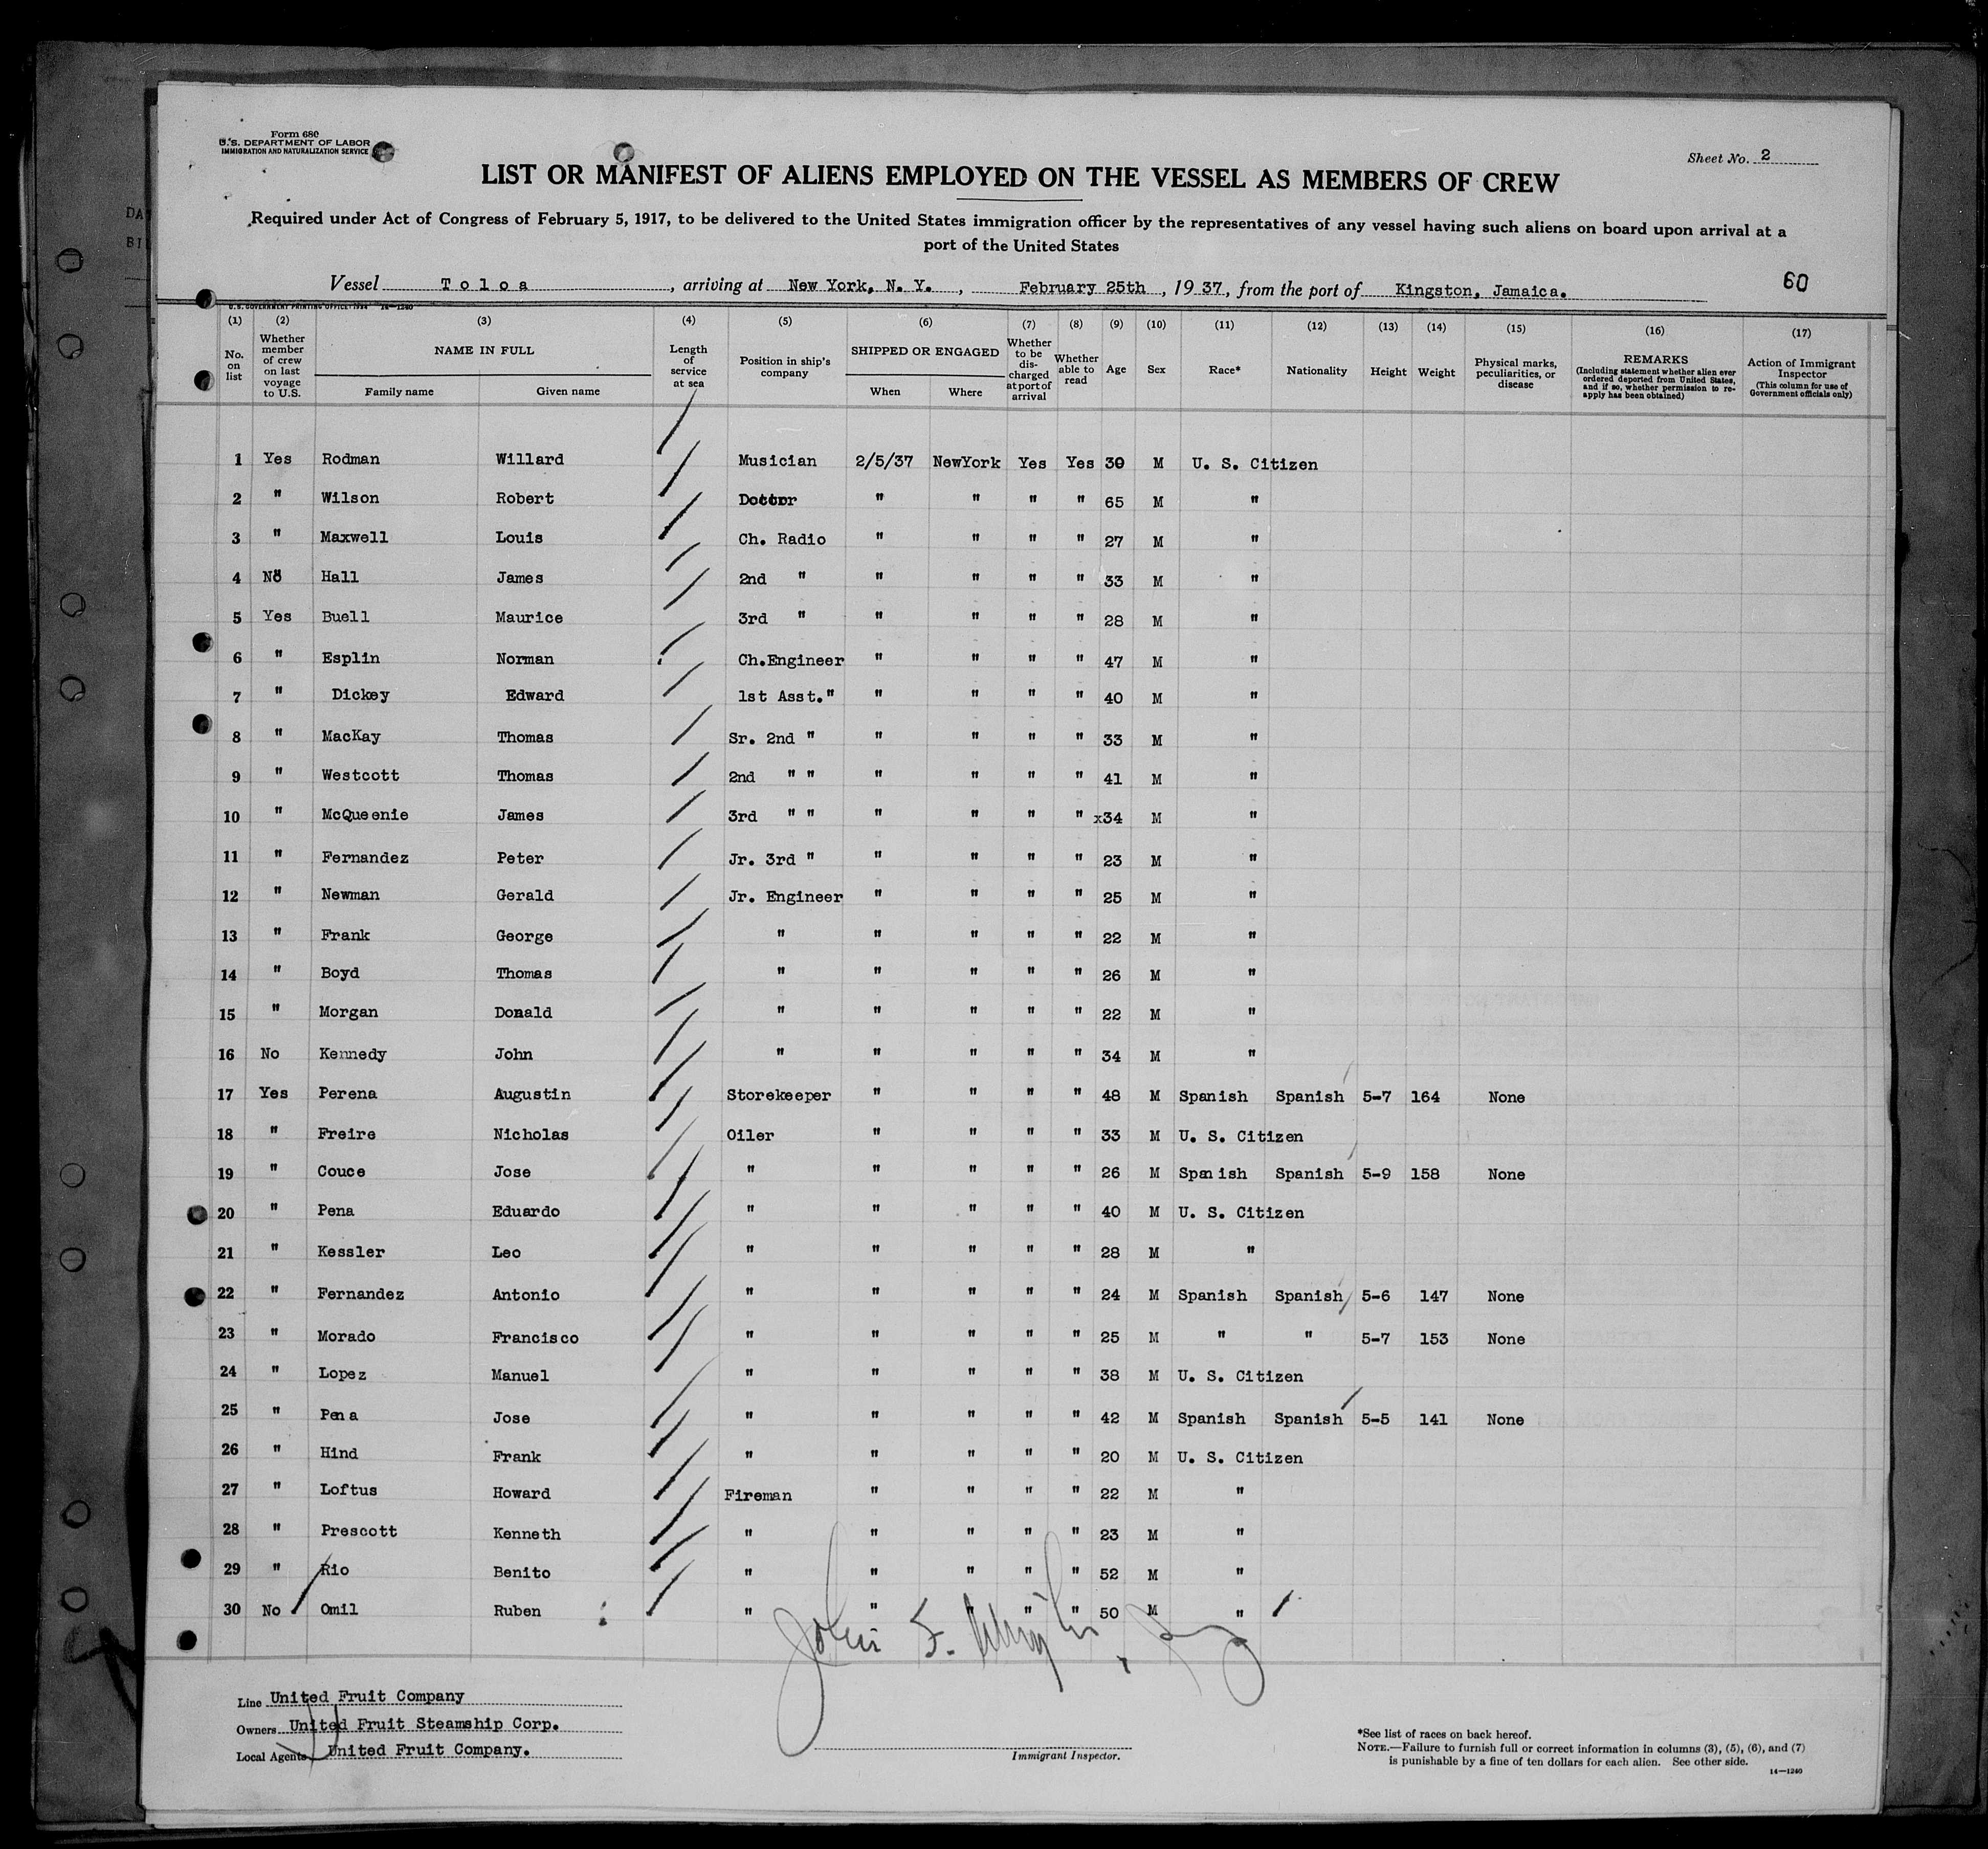 Form 680
U.S. DEPARTMENT OF LABOR
IMMIGRATION AND NATURALIZATION SERVICE
Sheet No. 2
LIST OR MANIFEST OF ALIENS EMPLOYED ON THE VESSEL AS MEMBERS OF CREW
Required under Act of Congress of February 5, 1917, to be delivered to the United States immigration officer by the representatives of any vessel having such aliens on board upon arrival at a
port of the United States
Vessel Toloa, arriving at New York, N. Y., February 25th, 1937, from the port of Kingston, Jamaica.
60
U.S. GOVERNMENT PRINTING OFFICE: 1934 14—1240
(1) (2) (3) (4) (5) (6) (7) (8) (9) (10) (11) (12) (13) (14) (15) (16) (17)
No. on list
Whether member of crew on last voyage to U.S.
NAME IN FULL
Family name
Given name
Length of service at sea
Position in ship's company
SHIPPED OR ENGAGED
When
Where
Whether to be discharged at port of arrival
Whether able to read
Age
Sex
Race*
Nationality
Height
Weight
Physical marks, peculiarities, or disease
REMARKS
(Including statement whether alien ever ordered deported from United States, and if so, whether permission to re-apply has been obtained)
Action of Immigrant Inspector
(This column for use of Government officials only)
1 Yes Rodman Willard Musician 2/5/37 NewYork Yes Yes 30 M U. S. Citizen
2 " Wilson Robert Doctor " " " " 65 M "
3 " Maxwell Louis Ch. Radio " " " " 27 M "
4 No Hall James 2nd " " " " " 33 M "
5 Yes Buell Maurice 3rd " " " " " 28 M "
6 " Esplin Norman Ch.Engineer " " " " 47 M "
7 " Dickey Edward 1st Asst." " " " " 40 M "
8 " MacKay Thomas Sr. 2nd " " " " " 33 M "
9 " Westcott Thomas 2nd " " " " " " 41 M "
10 " McQueenie James 3rd " " " " " " x34 M "
11 " Fernandez Peter Jr. 3rd " " " " " 23 M "
12 " Newman Gerald Jr. Engineer " " " " 25 M "
13 " Frank George " " " " " 22 M "
14 " Boyd Thomas " " " " " 26 M "
15 " Morgan Donald " " " " " 22 M "
16 No Kennedy John " " " " " 34 M "
17 Yes Perena Augustin Storekeeper " " " " 48 M Spanish Spanish 5-7 164 None
18 " Freire Nicholas Oiler " " " " 33 M U. S. Citizen
19 " Couce Jose " " " " " 26 M Spanish Spanish 5-9 158 None
20 " Pena Eduardo " " " " " 40 M U. S. Citizen
21 " Kessler Leo " " " " " 28 M "
22 " Fernandez Antonio " " " " " 24 M Spanish Spanish 5-6 147 None
23 " Morado Francisco " " " " " 25 M " " 5-7 153 None
24 " Lopez Manuel " " " " " 38 M U. S. Citizen
25 " Pena Jose " " " " " 42 M Spanish Spanish 5-5 141 None
26 " Hind Frank " " " " " 20 M U. S. Citizen
27 " Loftus Howard Fireman " " " " 22 M "
28 " Prescott Kenneth " " " " " 23 M "
29 " Rio Benito " " " " " 52 M "
30 No Omil Ruben " " " " " 50 M "
John F.
Line United Fruit Company
Owners United Fruit Steamship Corp.
Local Agents United Fruit Company.
Immigrant Inspector.
*See list of races on back hereof.
NOTE.—Failure to furnish full or correct information in columns (3), (5), (6), and (7)
is punishable by a fine of ten dollars for each alien. See other side.
14—1240